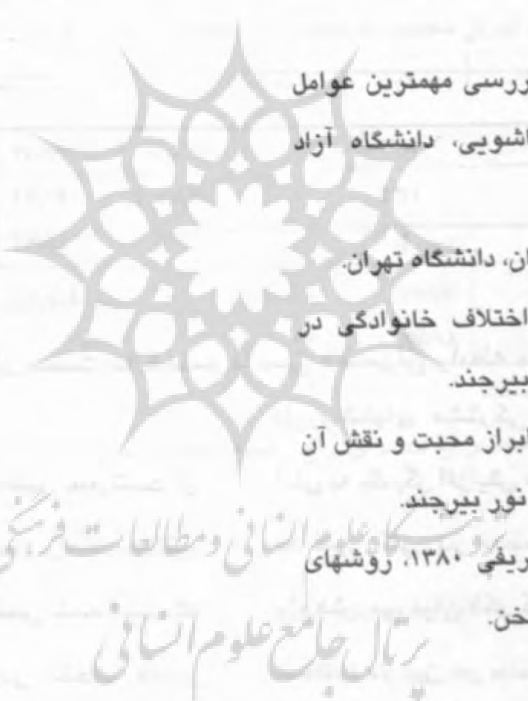 ررسی مهمترین عوامل
اشویی، دانشگاه آزاد
ان، دانشگاه تهران.
اختلاف خانوادگی در
بیرجند.
ابراز محبت و نقش آن
نور بیرجند.
پژوهشگاه علوم انسانی و مطالعات فرهنگی
ریفی ۱۳۸۰. روشهای
خن.
پرتال جامع علوم انسانی